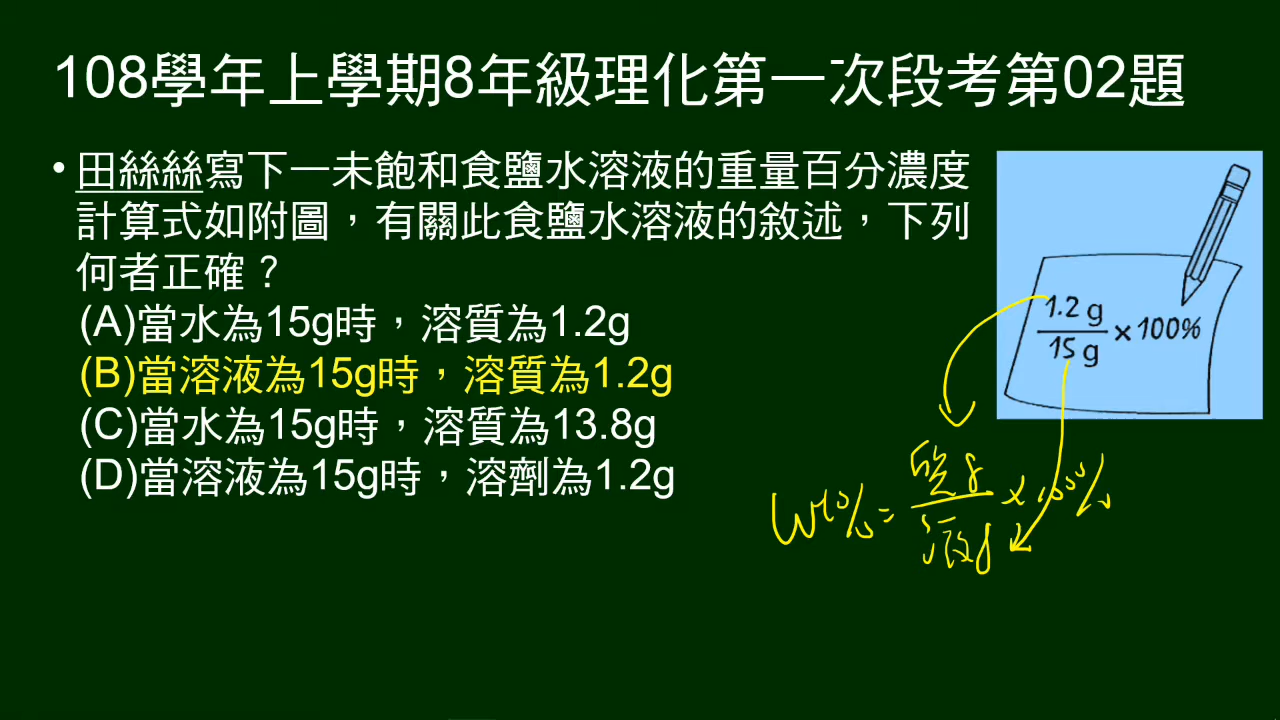 108學年上學期8年級理化第一次段考第02題
•田絲絲寫下一未飽和食鹽水溶液的重量百分濃度
計算式如附圖，有關此食鹽水溶液的敘述，下列
何者正確？
(A)當水為15g時，溶質為1.2g
(B)當溶液為15g時，溶質為1.2g
(C)當水為15g時，溶質為13.8g
(D)當溶液為15g時，溶劑為1.2g
1.2 g
15 g
×100%
質g
Wt%=
×100%
液g